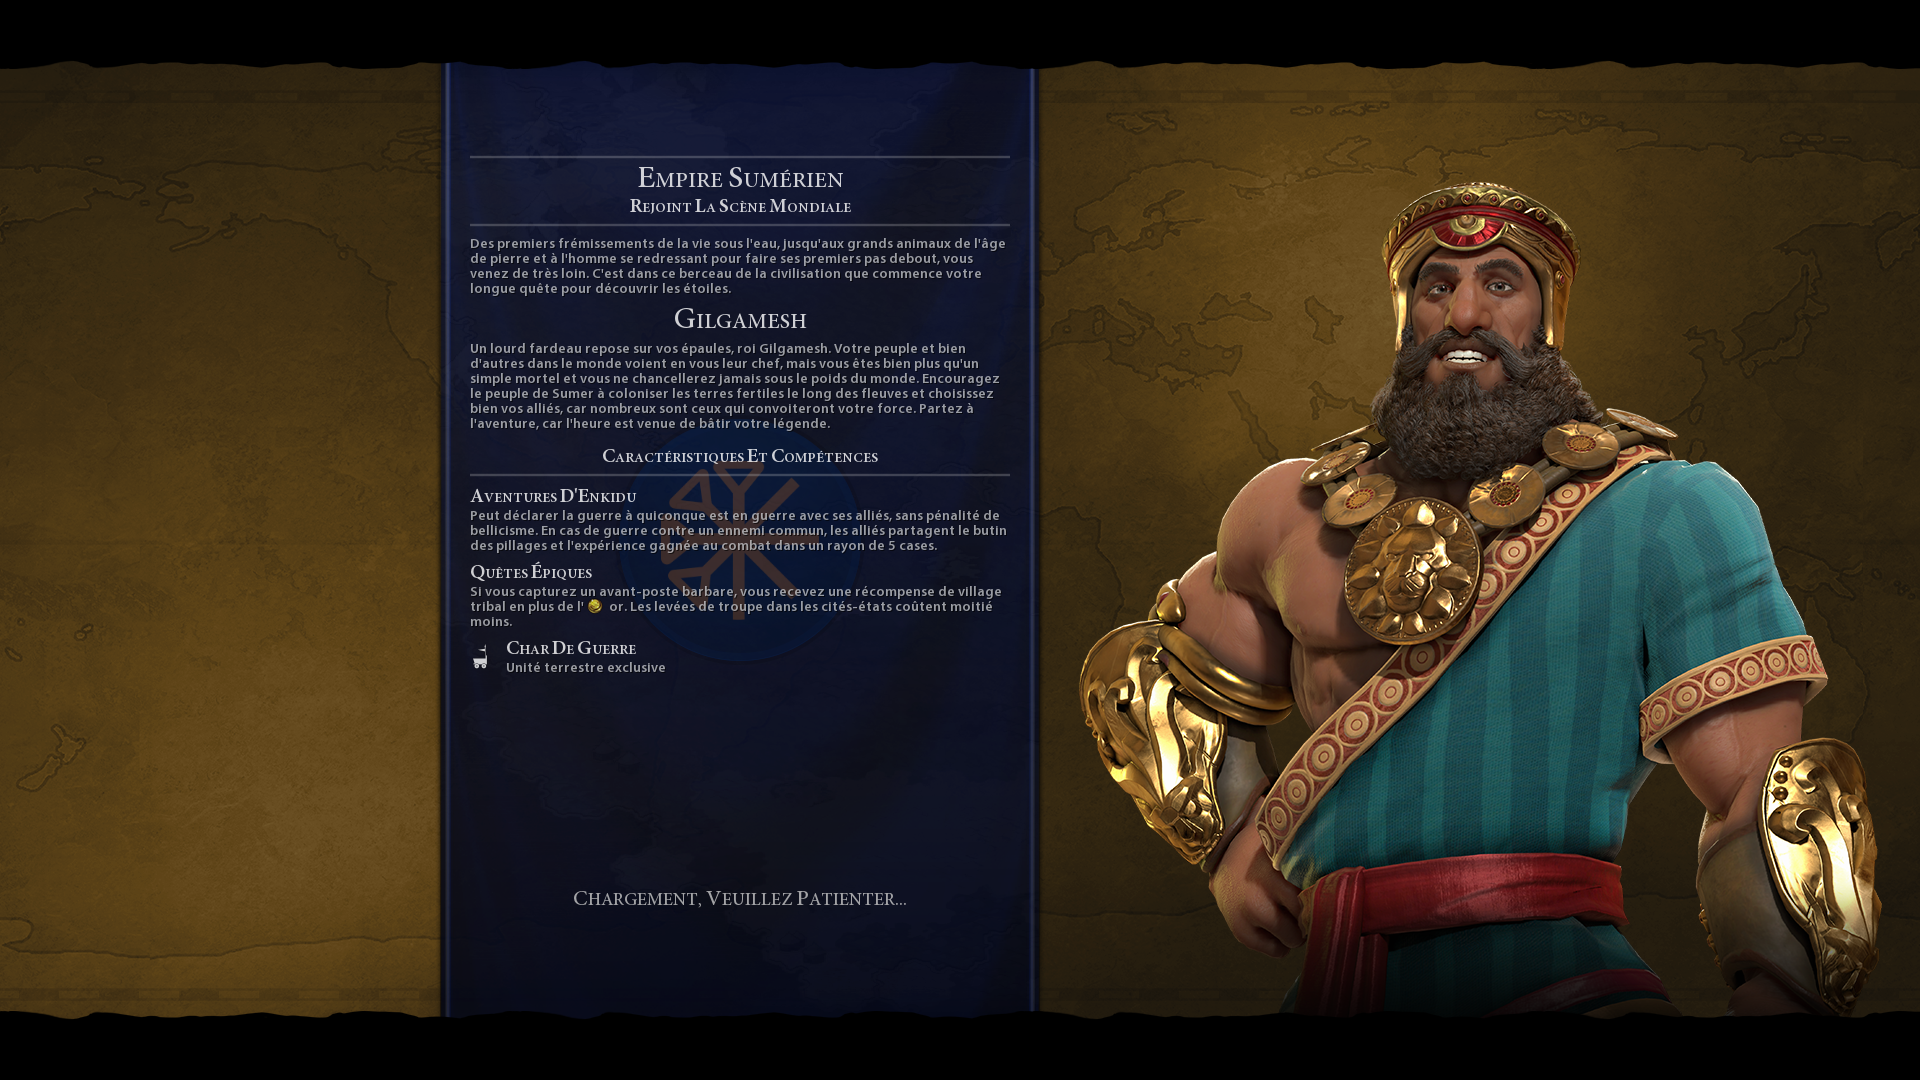 Empire Sumérien
Rejoint La Scène Mondiale
Des premiers frémissements de la vie sous l'eau, jusqu'aux grands animaux de l'âge
de pierre et à l'homme se redressant pour faire ses premiers pas debout, vous
venez de très loin. C'est dans ce berceau de la civilisation que commence votre
longue quête pour découvrir les étoiles.
Gilgamesh
Un lourd fardeau repose sur vos épaules, roi Gilgamesh. Votre peuple et bien
d'autres dans le monde voient en vous leur chef, mais vous êtes bien plus qu'un
simple mortel et vous ne chancellerez jamais sous le poids du monde. Encouragez
le peuple de Sumer à coloniser les terres fertiles le long des fleuves et choisissez
bien vos alliés, car nombreux sont ceux qui convoiteront votre force. Partez à
l'aventure, car l'heure est venue de bâtir votre légende.
Caractéristiques Et Compétences
Aventures D'Enkidu
Peut déclarer la guerre à quiconque est en guerre avec ses alliés, sans pénalité de
bellicisme. En cas de guerre contre un ennemi commun, les alliés partagent le butin
des pillages et l'expérience gagnée au combat dans un rayon de 5 cases.
Quêtes Épiques
Si vous capturez un avant-poste barbare, vous recevez une récompense de village
tribal en plus de l' or. Les levées de troupe dans les cités-états coûtent moitié
moins.
Char De Guerre
Unité terrestre exclusive
Chargement, Veuillez Patienter...